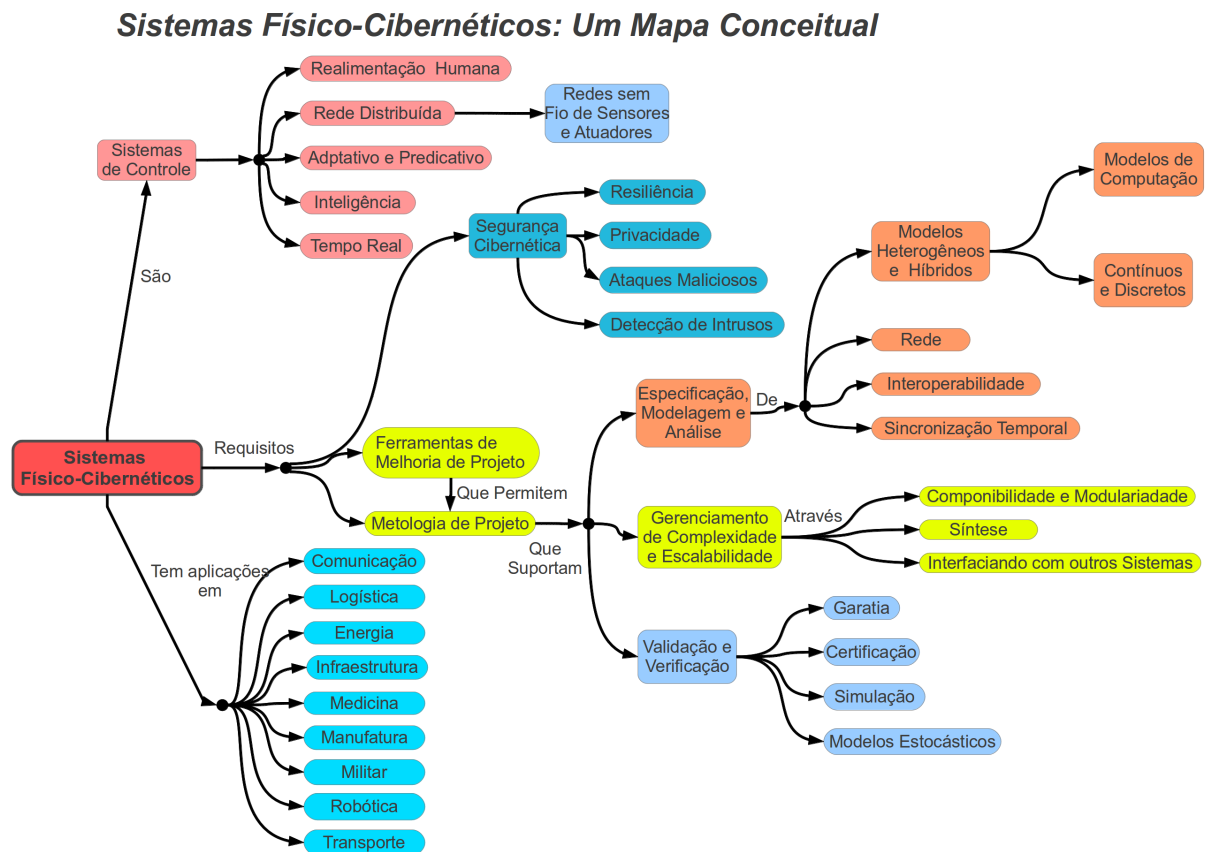 Sistemas Físico-Cibernéticos: Um Mapa Conceitual
Realimentação Humana
Rede Distribuída
Redes sem
Fio de Sensores
e Atuadores
Sistemas
de Controle
Adptativo e Predicativo
Inteligência
Tempo Real
São
Segurança
Cibernética
Resiliência
Privacidade
Ataques Maliciosos
Detecção de Intrusos
Modelos
Heterogêneos
e Híbridos
Modelos de
Computação
Contínuos
e Discretos
Rede
Interoperabilidade
Sincronização Temporal
Especificação,
Modelagem e
Análise
De
Sistemas
Físico-Cibernéticos
Requisitos
Ferramentas de
Melhoria de Projeto
Que Permitem
Metologia de Projeto
Que
Suportam
Gerenciamento
de Complexidade
e Escalabilidade
Através
Componibilidade e Modulariadade
Síntese
Interfaciando com outros Sistemas
Validação e
Verificação
Garatia
Certificação
Simulação
Modelos Estocásticos
Tem aplicações
em
Comunicação
Logística
Energia
Infraestrutura
Medicina
Manufatura
Militar
Robótica
Transporte